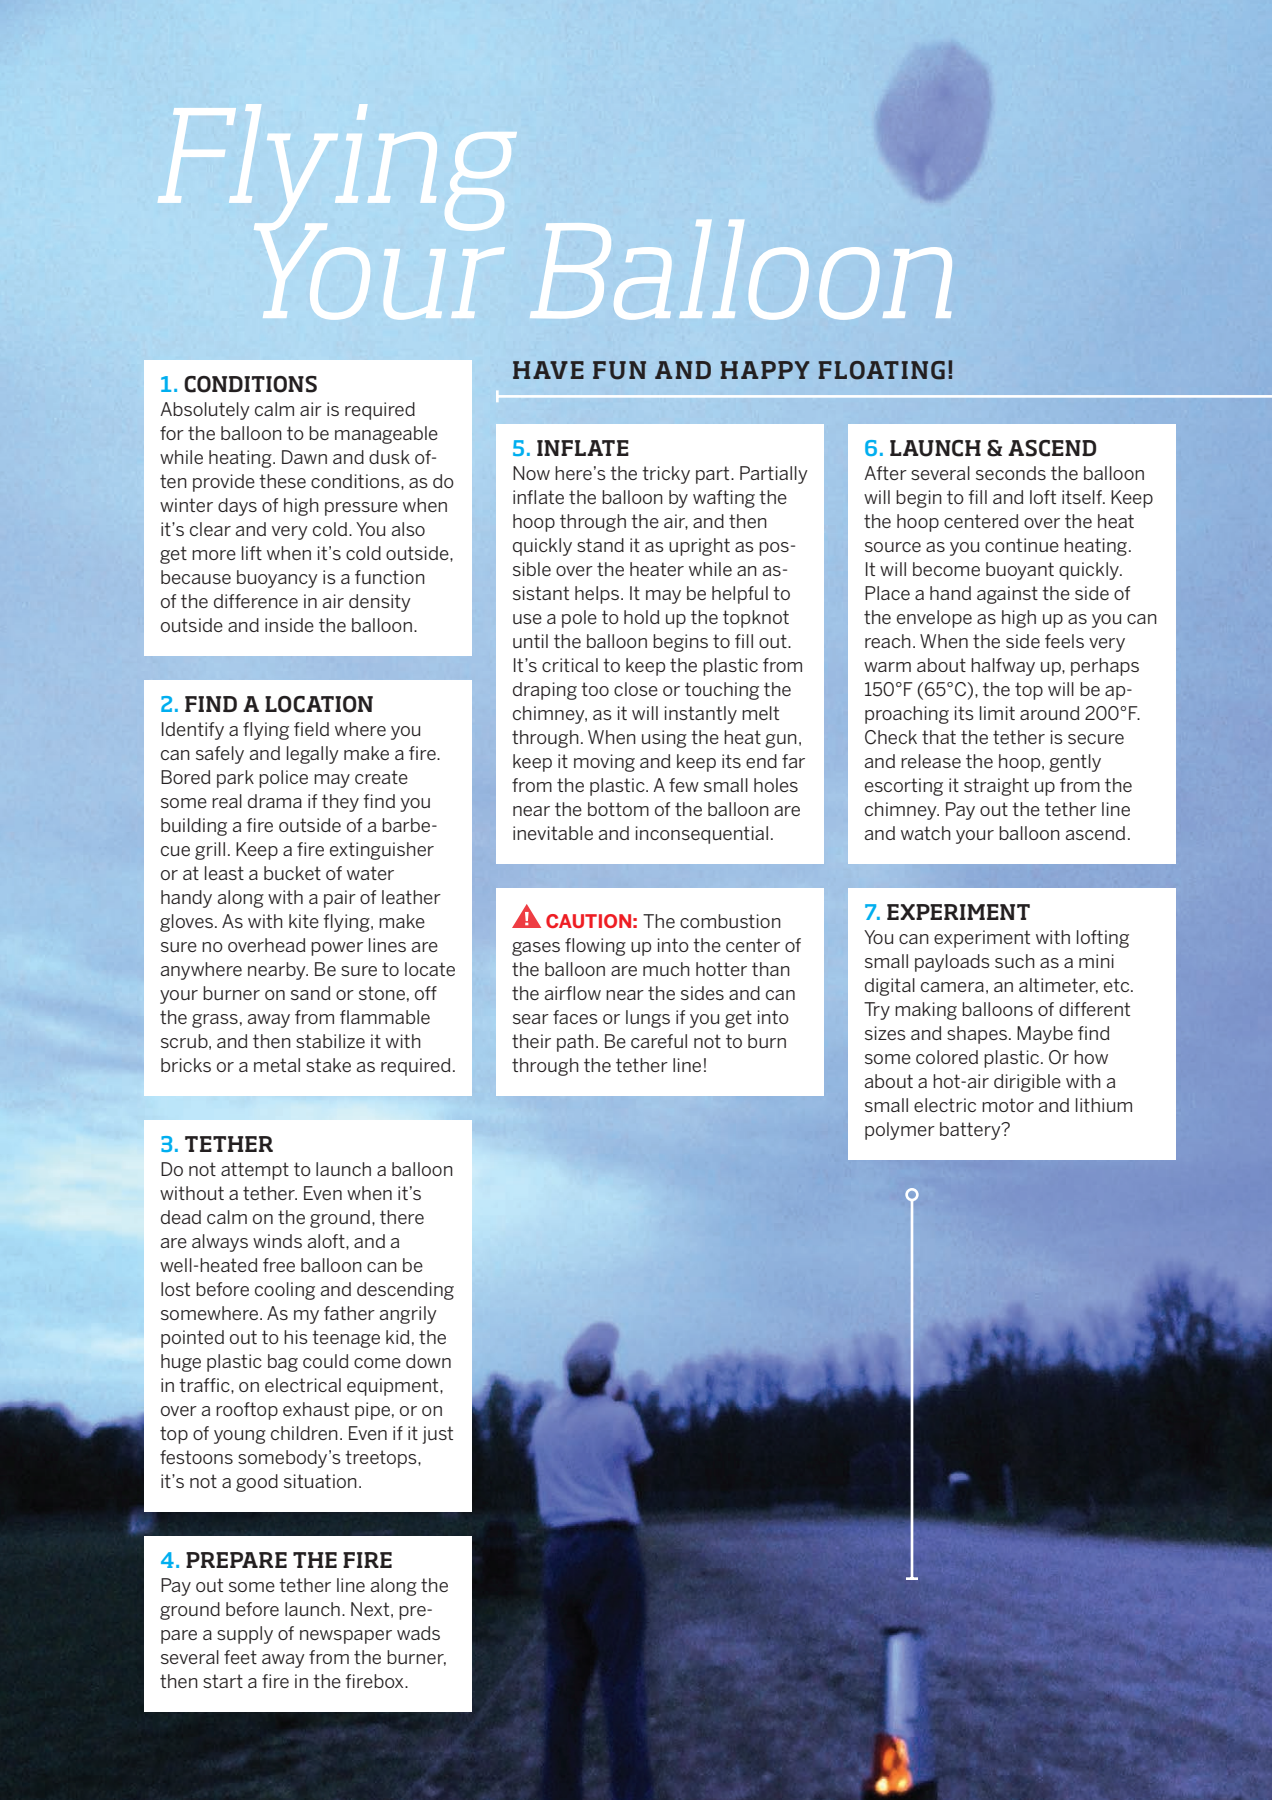 Flying
Your Balloon
1. CONDITIONS
Absolutely calm air is required
for the balloon to be manageable
while heating. Dawn and dusk of-
ten provide these conditions, as do
winter days of high pressure when
it's clear and very cold. You also
get more lift when it's cold outside,
because buoyancy is a function
of the difference in air density
outside and inside the balloon.
2. FIND A LOCATION
Identify a flying field where you
can safely and legally make a fire.
Bored park police may create
some real drama if they find you
building a fire outside of a barbe-
cue grill. Keep a fire extinguisher
or at least a bucket of water
handy along with a pair of leather
gloves. As with kite flying, make
sure no overhead power lines are
anywhere nearby. Be sure to locate
your burner on sand or stone, off
the grass, away from flammable
scrub, and then stabilize it with
bricks or a metal stake as required.
3. TETHER
Do not attempt to launch a balloon
without a tether. Even when it's
dead calm on the ground, there
are always winds aloft, and a
well-heated free balloon can be
lost before cooling and descending
somewhere. As my father angrily
pointed out to his teenage kid, the
huge plastic bag could come down
in traffic, on electrical equipment,
over a rooftop exhaust pipe, or on
top of young children. Even if it just
festoons somebody's treetops,
it's not a good situation.
4. PREPARE THE FIRE
Pay out some tether line along the
ground before launch. Next, pre-
pare a supply of newspaper wads
several feet away from the burner,
then start a fire in the firebox.
HAVE FUN AND HAPPY FLOATING!
5. INFLATE
Now here's the tricky part. Partially
inflate the balloon by wafting the
hoop through the air, and then
quickly stand it as upright as pos-
sible over the heater while an as-
sistant helps. It may be helpful to
use a pole to hold up the topknot
until the balloon begins to fill out.
It's critical to keep the plastic from
draping too close or touching the
chimney, as it will instantly melt
through. When using the heat gun,
keep it moving and keep its end far
from the plastic. A few small holes
near the bottom of the balloon are
inevitable and inconsequential.
CAUTION: The combustion
gases flowing up into the center of
the balloon are much hotter than
the airflow near the sides and can
sear faces or lungs if you get into
their path. Be careful not to burn
through the tether line!
6. LAUNCH & ASCEND
After several seconds the balloon
will begin to fill and loft itself. Keep
the hoop centered over the heat
source as you continue heating.
It will become buoyant quickly.
Place a hand against the side of
the envelope as high up as you can
reach. When the side feels very
warm about halfway up, perhaps
150°F (65°C), the top will be ap-
proaching its limit around 200°F.
Check that the tether is secure
and release the hoop, gently
escorting it straight up from the
chimney. Pay out the tether line
and watch your balloon ascend.
7. EXPERIMENT
You can experiment with lofting
small payloads such as a mini
digital camera, an altimeter, etc.
Try making balloons of different
sizes and shapes. Maybe find
some colored plastic. Or how
about a hot-air dirigible with a
small electric motor and lithium
polymer battery?